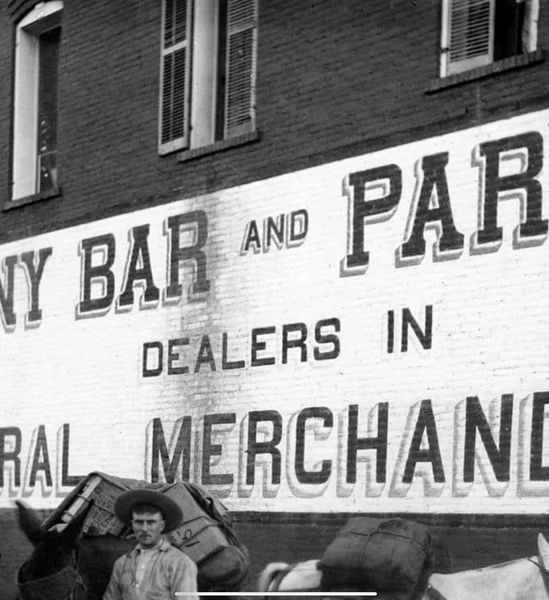 NY BAR AND PAR
DEALERS IN
RAL MERCHAND